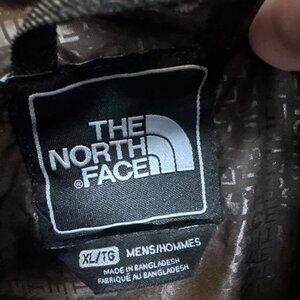 THE
NORTH
®FACE
XL/TG MENS/HOMMES
MADE IN BANGLADESH
FABRIQUÉ AU BANGLADESH